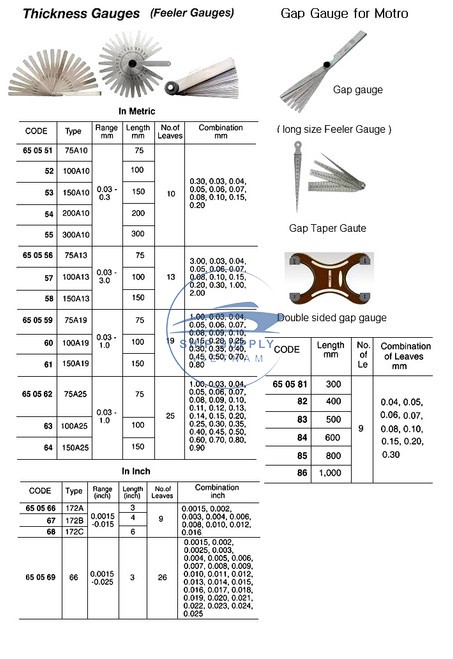 Thickness Gauges (Feeler Gauges)
Gap Gauge for Motro
Gap gauge
( long size Feeler Gauge )
Gap Taper Gaute
Double sided gap gauge
In Metric
CODE Type Range mm Length mm No.of Leaves Combination mm
65 05 51 75A10 0.03 - 0.3 75 10 0.30, 0.03, 0.04,
0.05, 0.06, 0.07,
0.08, 0.10, 0.15,
0.20
52 100A10 100
53 150A10 150
54 200A10 200
55 300A10 300
65 05 56 75A13 0.03 - 3.0 75 13 3.00, 0.03, 0.04,
0.05, 0.06, 0.07,
0.08, 0.10, 0.15,
0.20, 0.30, 1.00,
2.00
57 100A13 100
58 150A13 150
65 05 59 75A19 0.03 - 1.0 75 19 1.00, 0.03, 0.04,
0.05, 0.06, 0.07,
0.08, 0.09, 0.10,
0.15, 0.20, 0.25,
0.30, 0.35, 0.40,
0.45, 0.50, 0.70,
0.80
60 100A19 100
61 150A19 150
65 05 62 75A25 0.03 - 1.0 75 25 1.00, 0.03, 0.04,
0.05, 0.06, 0.07,
0.08, 0.09, 0.10,
0.11, 0.12, 0.13,
0.14, 0.15, 0.20,
0.25, 0.30, 0.35,
0.40, 0.45, 0.50,
0.60, 0.70, 0.80,
0.90
63 100A25 100
64 150A25 150
In Inch
CODE Type Range (inch) Length (inch) No.of Leaves Combination inch
65 05 66 172A 0.0015 -0.015 3 9 0.0015, 0.002,
0.003, 0.004, 0.006,
0.008, 0.010, 0.012,
0.016
67 172B 4
68 172C 6
65 05 69 66 0.0015 -0.025 3 26 0.0015, 0.002,
0.0025, 0.003,
0.004, 0.005, 0.006,
0.007, 0.008, 0.009,
0.010, 0.011, 0.012,
0.013, 0.014, 0.015,
0.016, 0.017, 0.018,
0.019, 0.020, 0.021,
0.022, 0.023, 0.024,
0.025
CODE Length mm No. of Le Combination of Leaves mm
65 05 81 300 9 0.04, 0.05,
0.06, 0.07,
0.08, 0.10,
0.15, 0.20,
0.30
82 400
83 500
84 600
85 800
86 1,000